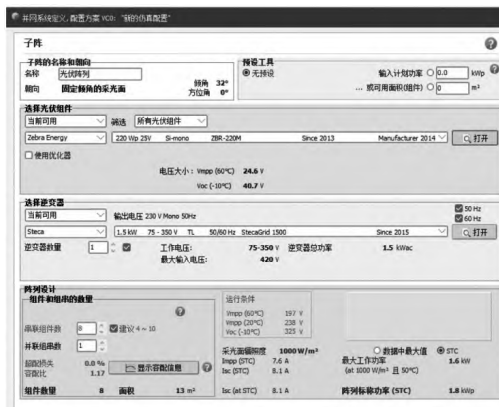 并网系统定义, 配置方案 VC0: "新的仿真配置"
子阵
子阵的名称和朝向
名称 光伏阵列
朝向 固定倾角的采光面 倾角 32°
方位角 0°
预设工具
无预设 输入计划功率 0.0 kWp
... 或可用面积(组件) 0 m²
选择光伏组件
当前可用 筛选 所有光伏组件
Zebra Energy 220 Wp 25V Si-mono ZBR-220M Since 2013 Manufacturer 2014 打开
使用优化器
电压大小: Vmpp (60℃) 24.6 V
Voc (-10℃) 40.7 V
选择逆变器
当前可用 输出电压 230 V Mono 50Hz 50 Hz
60 Hz
Steca 1.5 kW 75 - 350 V TL 50/60 Hz StecaGrid 1500 Since 2015 打开
逆变器数量 1 工作电压: 75-350 V 逆变器总功率 1.5 kWac
最大输入电压: 420 V
阵列设计
组件和组串的数量
串联组件数 8 建议 4 ~ 10
并联组串数 1
超配损失 0.0 %
容配比 1.17 显示容配信息
组件数量 8 面积 13 m²
运行条件
Vmpp (60℃) 197 V
Vmpp (20℃) 238 V
Voc (-10℃) 325 V
采光面辐照度 1000 W/m²
Impp (STC) 7.6 A
Isc (STC) 8.1 A
Isc (at STC) 8.1 A
数据中最大值 STC
最大工作功率 1.6 kW
(at 1000 W/m² 且 50℃)
阵列标称功率 (STC) 1.8 kWp